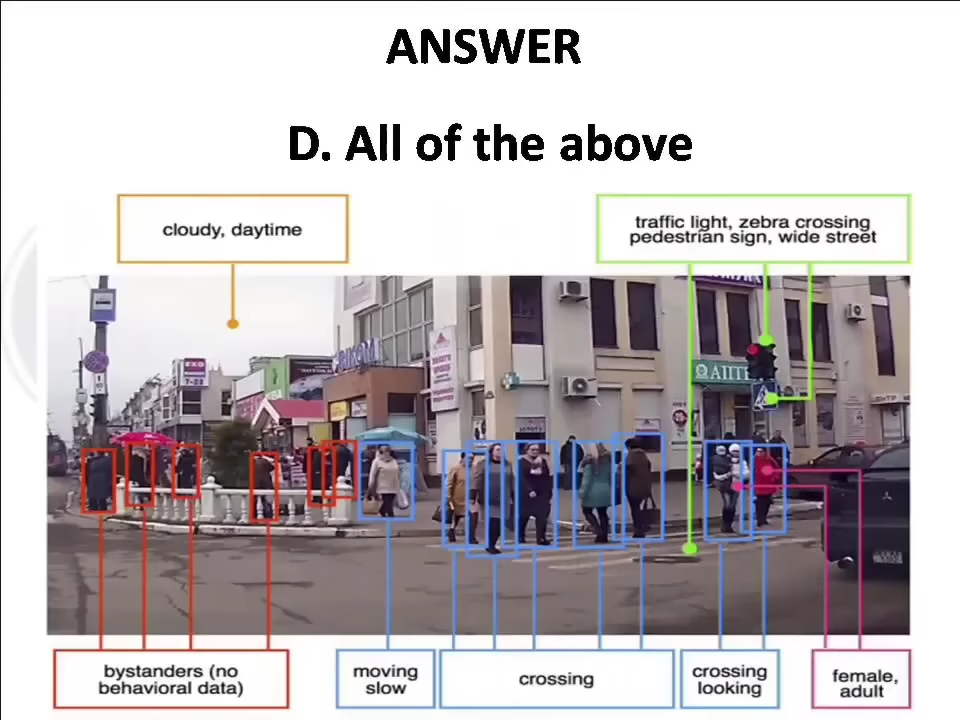 ANSWER
D. All of the above
cloudy, daytime
traffic light, zebra crossing
pedestrian sign, wide street
bystanders (no
behavioral data)
moving
slow
crossing
crossing
looking
female,
adult